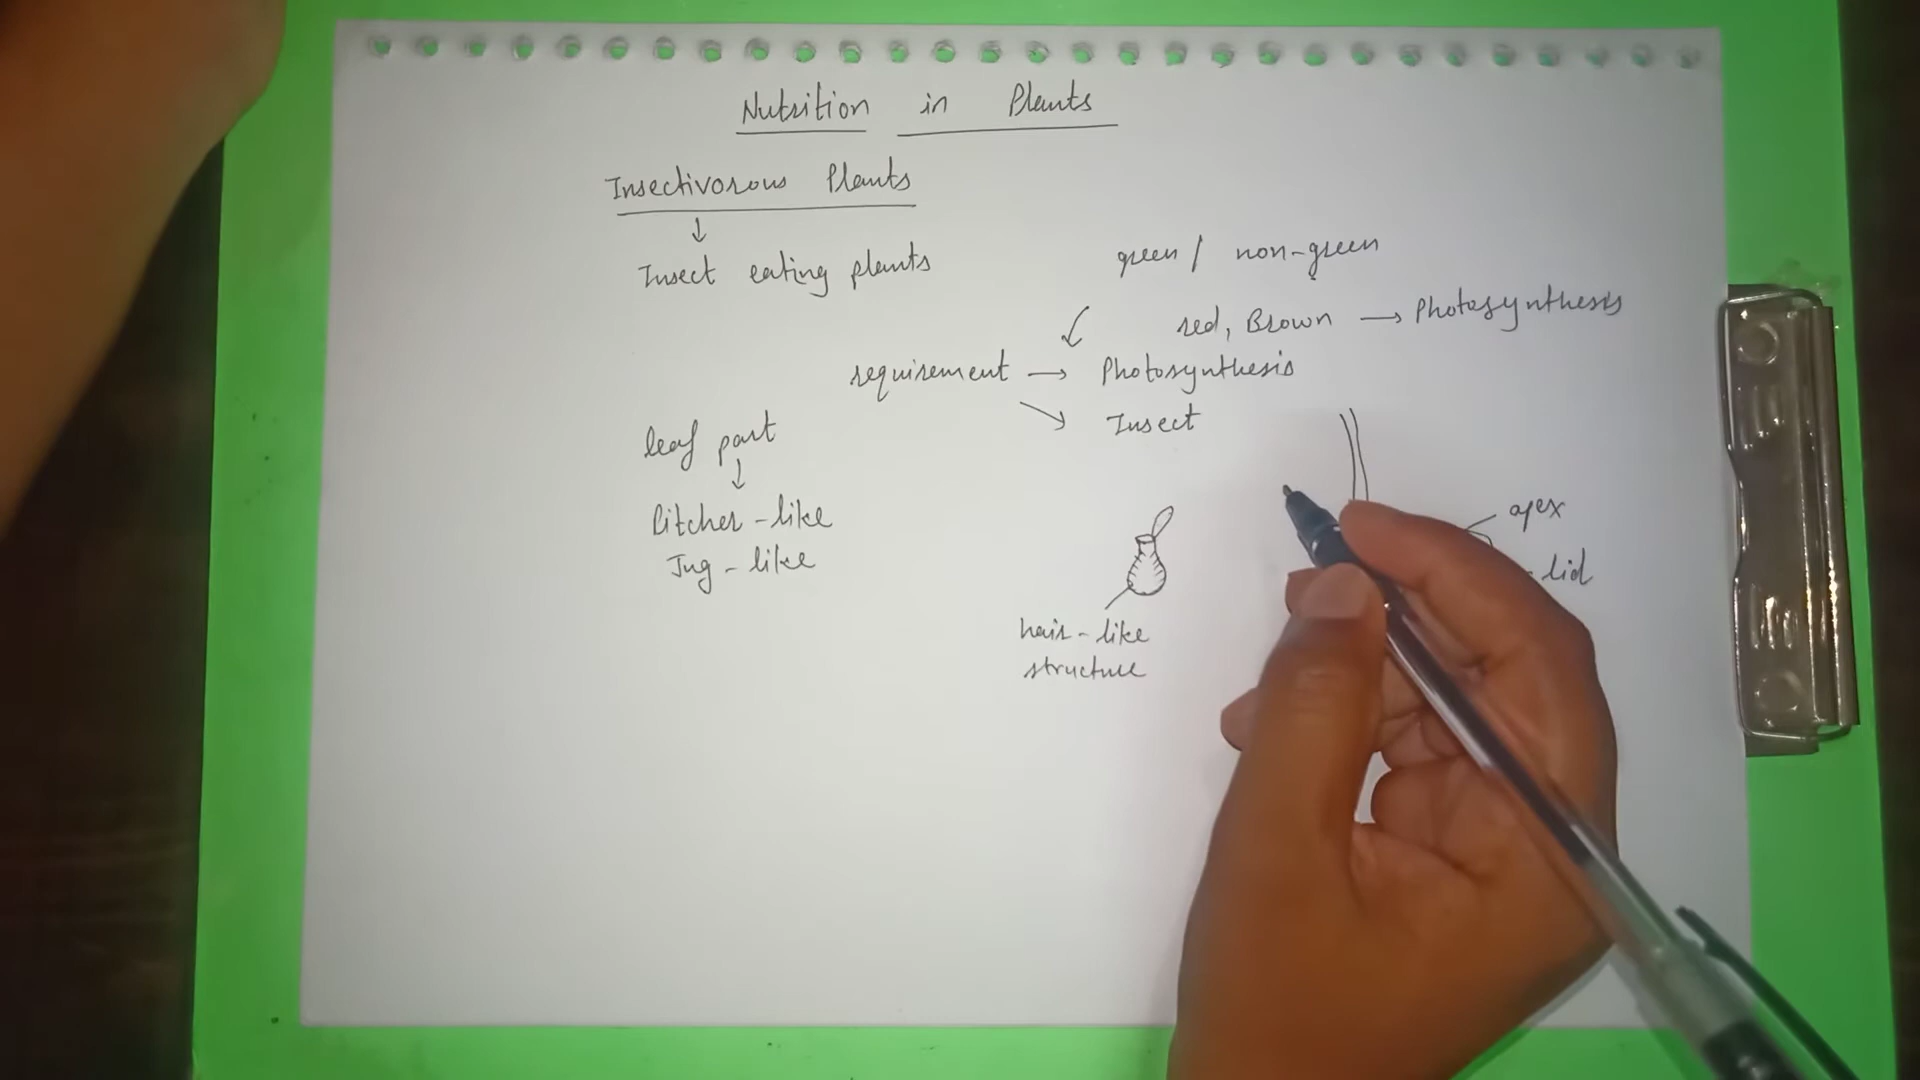 Nutrition in Plants
Insectivorous Plants
↓
Insect eating plants
green / non-green
red, Brown → Photosynthesis
requirement → Photosynthesis
Insect
leaf part
↓
Pitcher-like
Jug-like
apex
lid
hair-like
structure